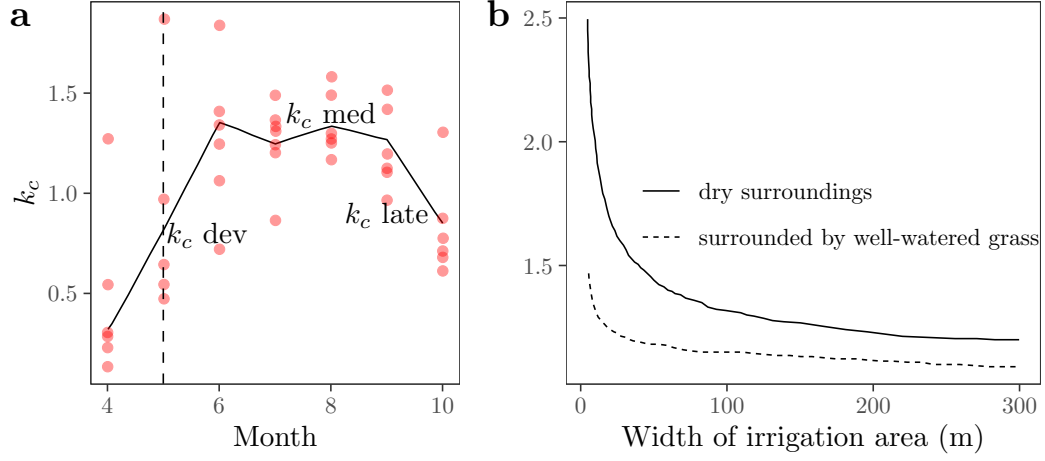 a
k_c
1.5
1.0
0.5
4
6
8
10
Month
k_c dev
k_c med
k_c late
b
2.5
2.0
1.5
0
100
200
300
Width of irrigation area (m)
dry surroundings
surrounded by well-watered grass